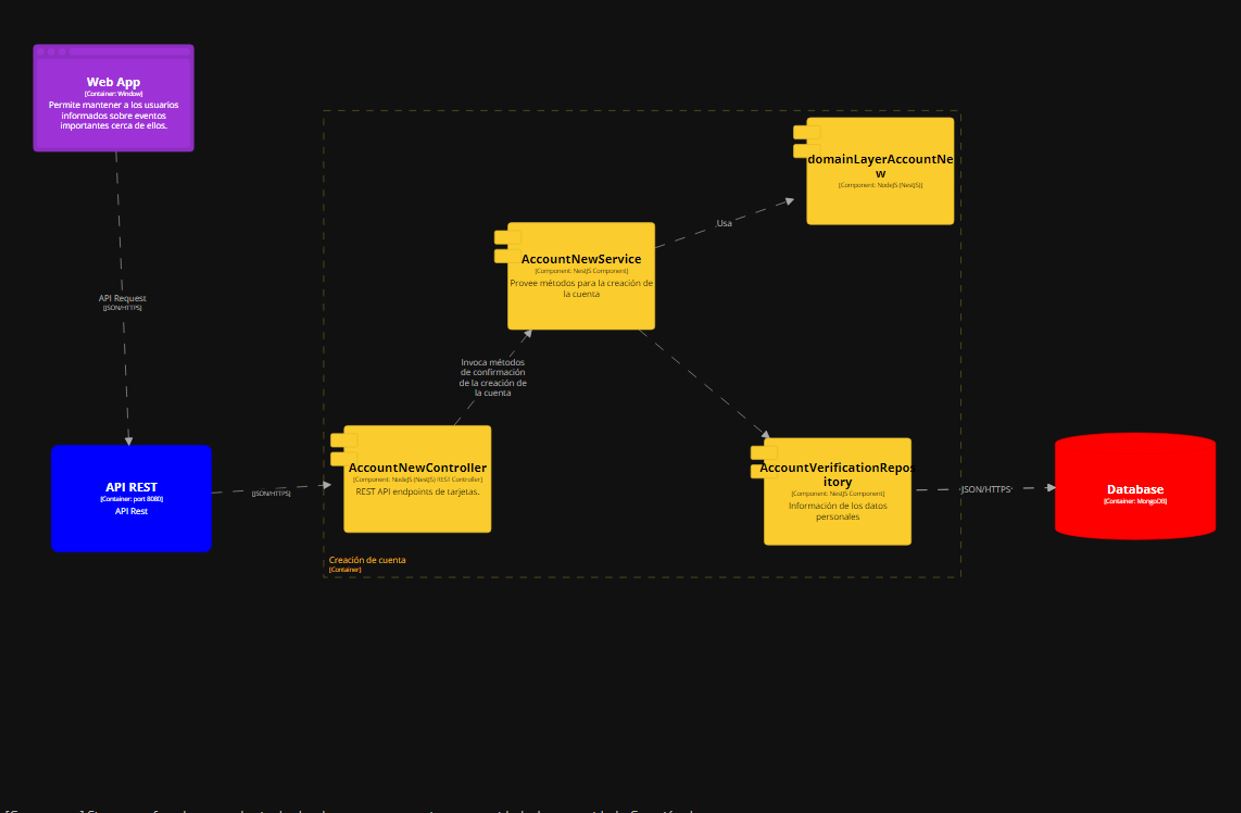 Web App
[Container: Window]
Permite mantener a los usuarios
informados sobre eventos
importantes cerca de ellos.
domainLayerAccountNe
w
[Component: NodeJS (NestJS)]
Usa
AccountNewService
[Component: NestJS Component]
Provee métodos para la creación de
la cuenta
API Request
[JSON/HTTPS]
Invoca métodos
de confirmación
de la creación de
la cuenta
API REST
[Container: port 8080]
API Rest
[JSON/HTTPS]
AccountNewController
[Component: NodeJS (NestJS) REST Controller]
REST API endpoints de tarjetas.
AccountVerificationRepos
itory
[Component: NestJS Component]
Información de los datos
personales
JSON/HTTPS
Database
[Container: MongoDB]
Creación de cuenta
[Container]